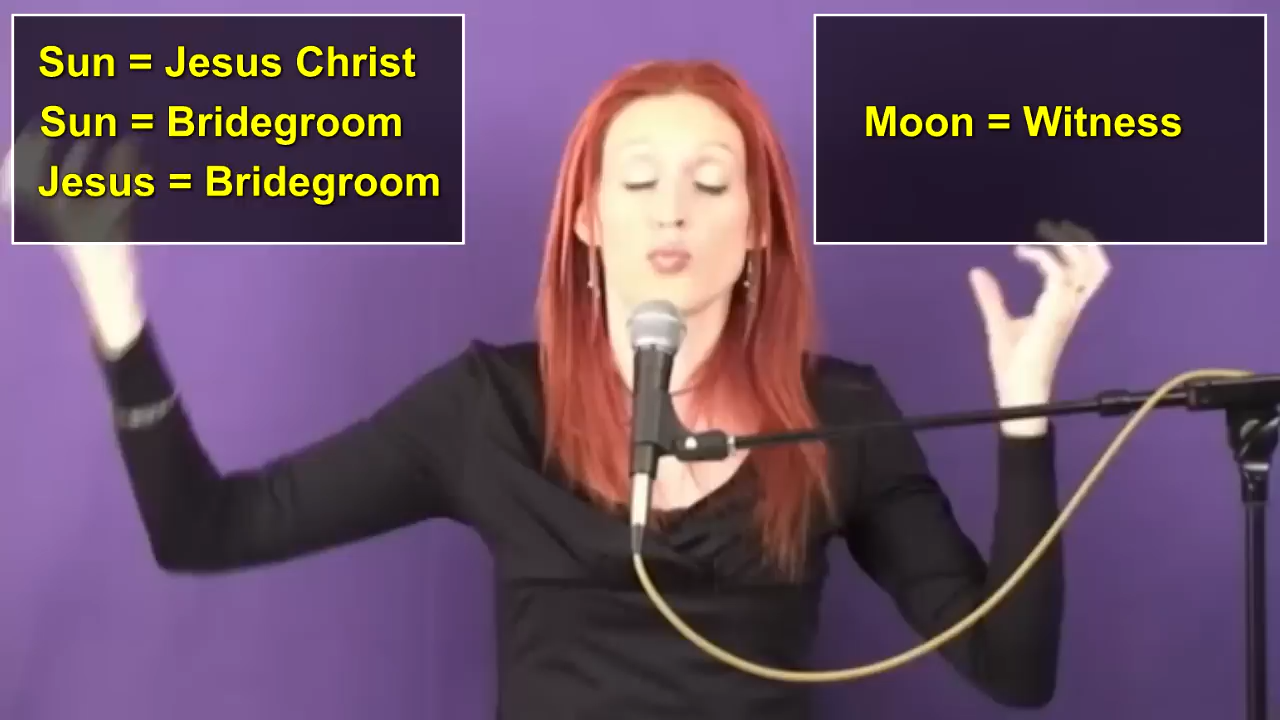 Sun = Jesus Christ
Sun = Bridegroom
Jesus = Bridegroom
Moon = Witness